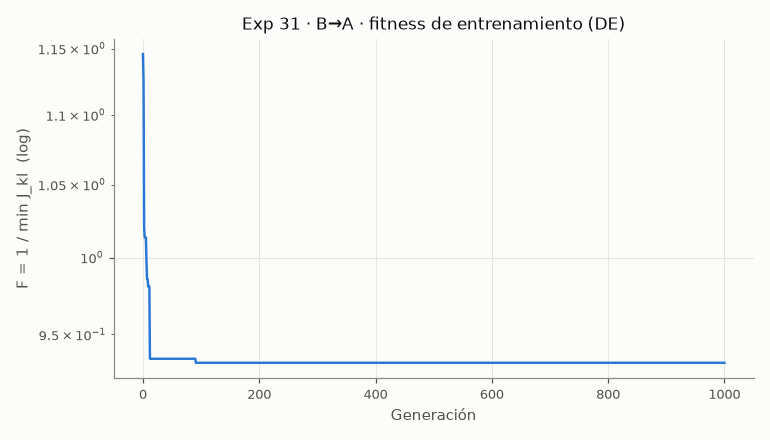 Exp 31 · B→A · fitness de entrenamiento (DE)
F = 1 / min J_kl (log)
1.15 × 10⁰
1.1 × 10⁰
1.05 × 10⁰
10⁰
9.5 × 10⁻¹
0 200 400 600 800 1000
Generación